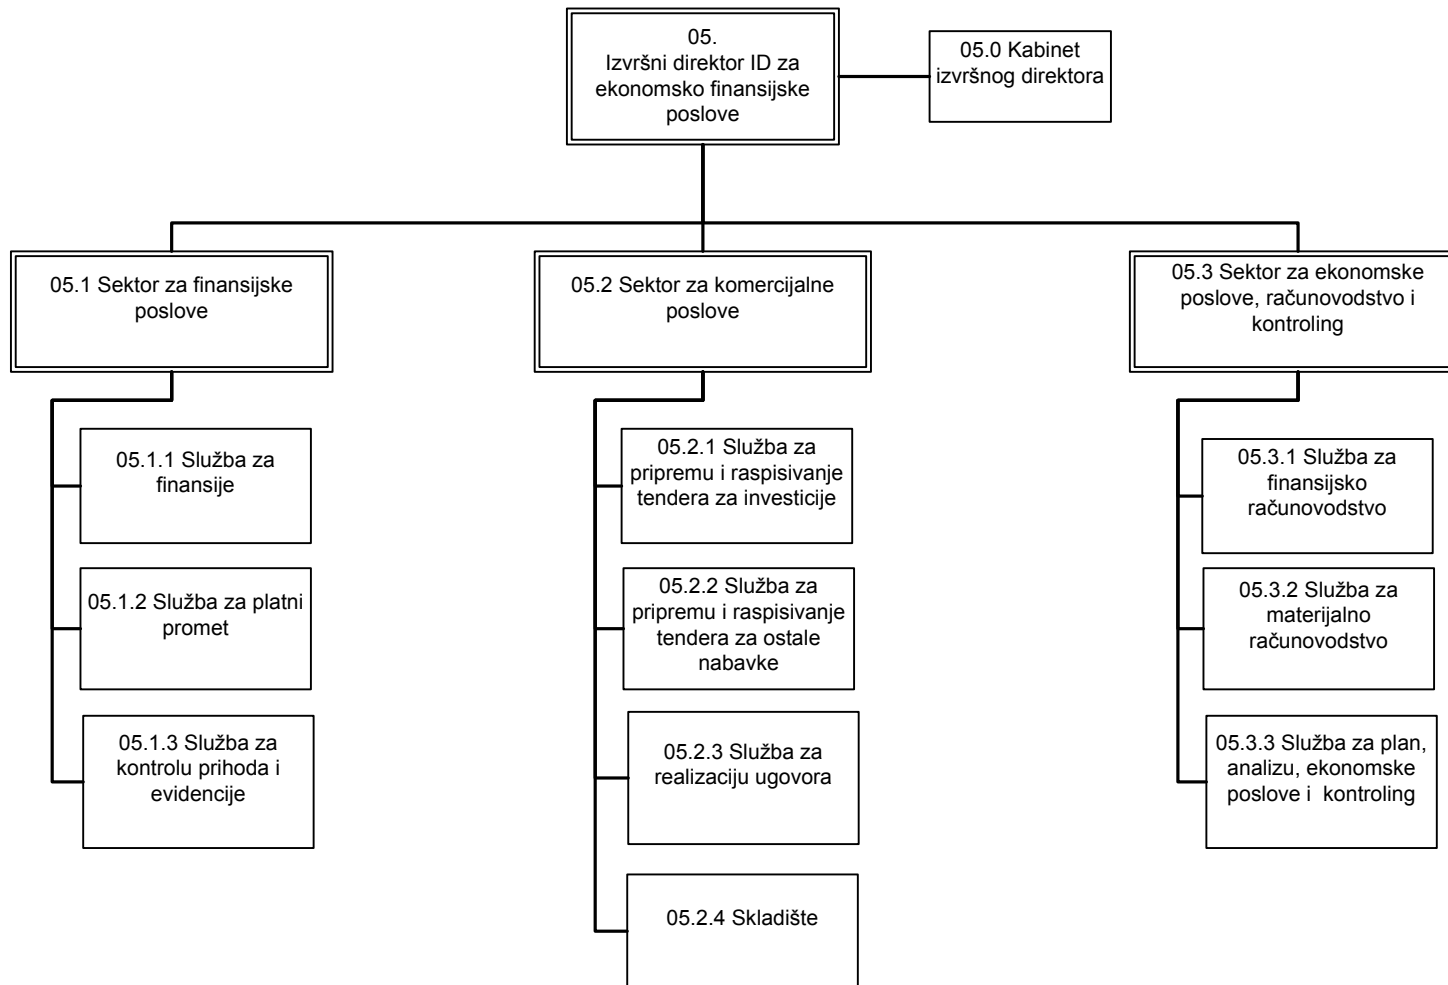 05.
Izvršni direktor ID za
ekonomsko finansijske
poslove
05.0 Kabinet
izvršnog direktora
05.1 Sektor za finansijske
poslove
05.2 Sektor za komercijalne
poslove
05.3 Sektor za ekonomske
poslove, računovodstvo i
kontroling
05.1.1 Služba za
finansije
05.1.2 Služba za platni
promet
05.1.3 Služba za
kontrolu prihoda i
evidencije
05.2.1 Služba za
pripremu i raspisivanje
tendera za investicije
05.2.2 Služba za
pripremu i raspisivanje
tendera za ostale
nabavke
05.2.3 Služba za
realizaciju ugovora
05.2.4 Skladište
05.3.1 Služba za
finansijsko
računovodstvo
05.3.2 Služba za
materijalno
računovodstvo
05.3.3 Služba za plan,
analizu, ekonomske
poslove i  kontroling